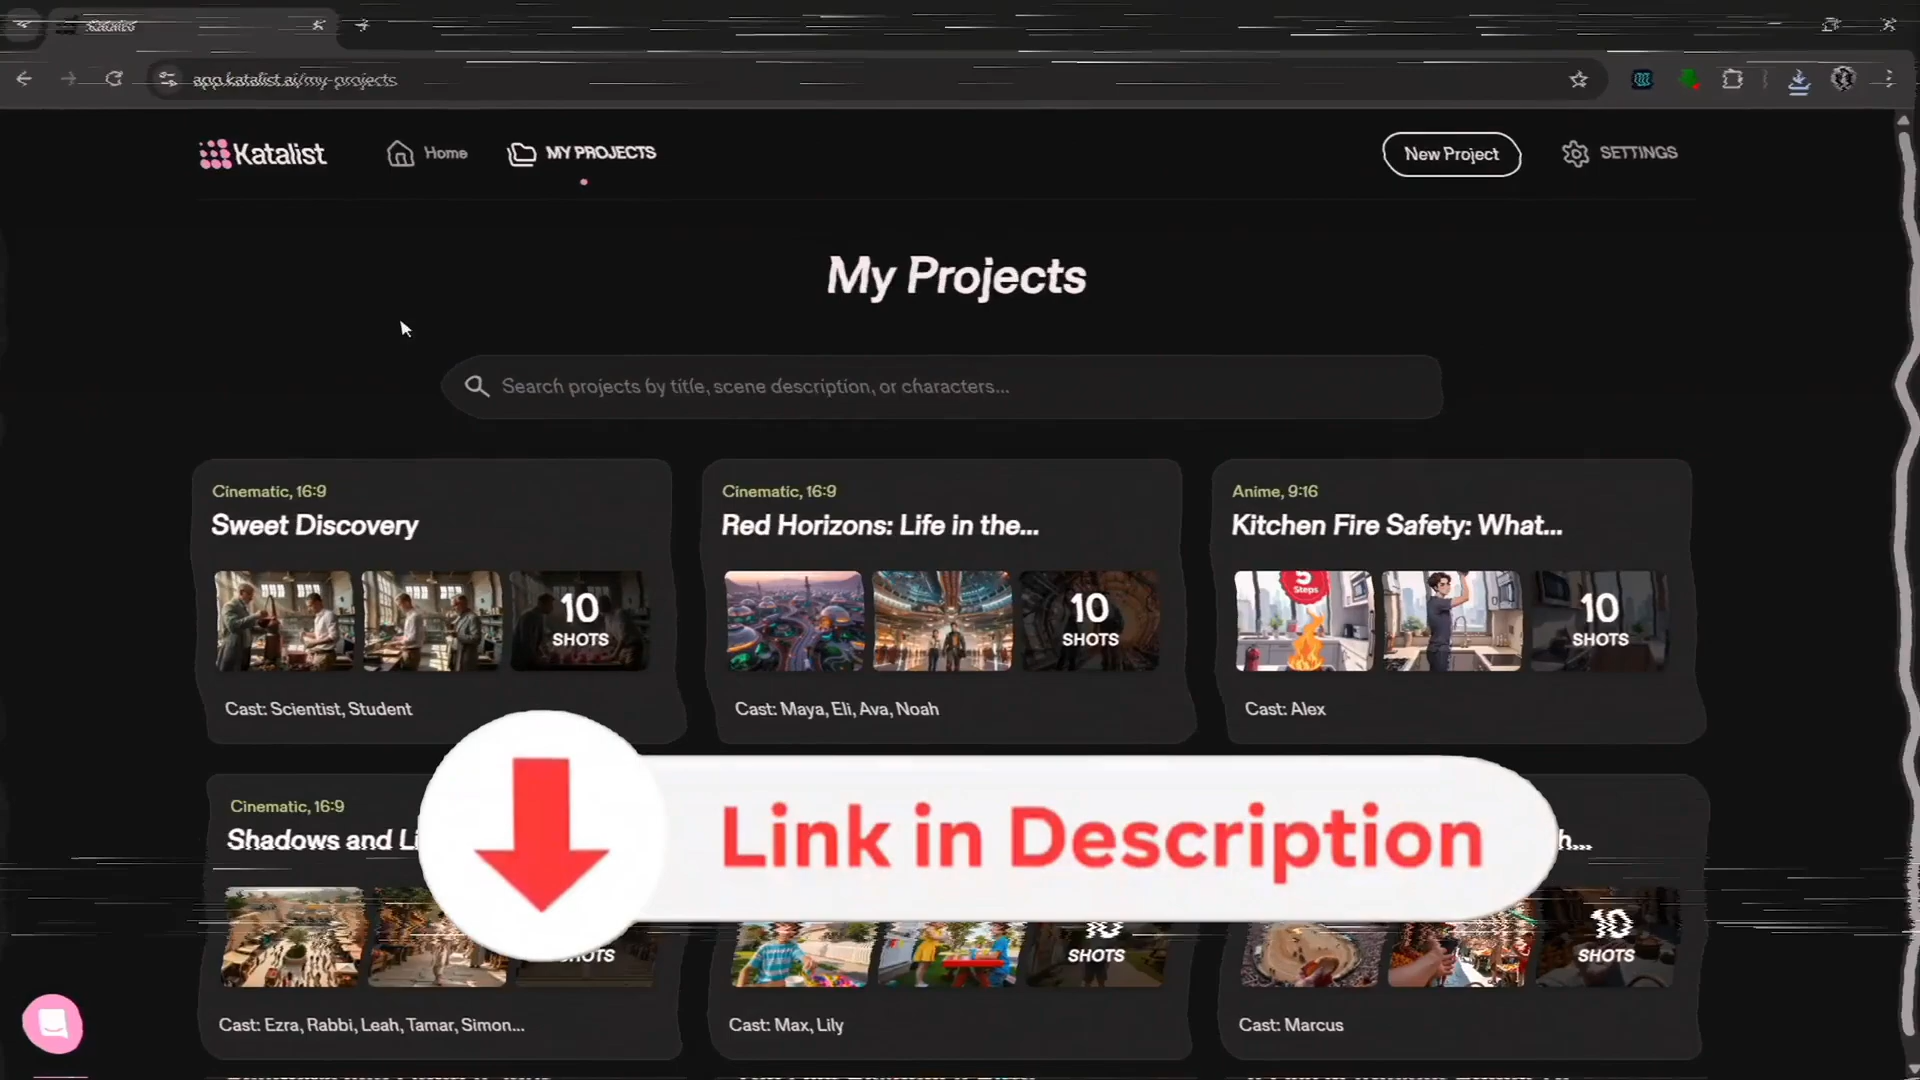 Katalist
app.katalist.ai/my-projects
Katalist
Home
MY PROJECTS
New Project
SETTINGS
My Projects
Search projects by title, scene description, or characters...
Cinematic, 16:9
Sweet Discovery
10
SHOTS
Cast: Scientist, Student
Cinematic, 16:9
Red Horizons: Life in the...
10
SHOTS
Cast: Maya, Eli, Ava, Noah
Anime, 9:16
Kitchen Fire Safety: What...
5
Steps
10
SHOTS
Cast: Alex
Cinematic, 16:9
Shadows and Li
SHOTS
Cast: Ezra, Rabbi, Leah, Tamar, Simon...
Link in Description
10
SHOTS
Cast: Max, Lily
h...
10
SHOTS
Cast: Marcus